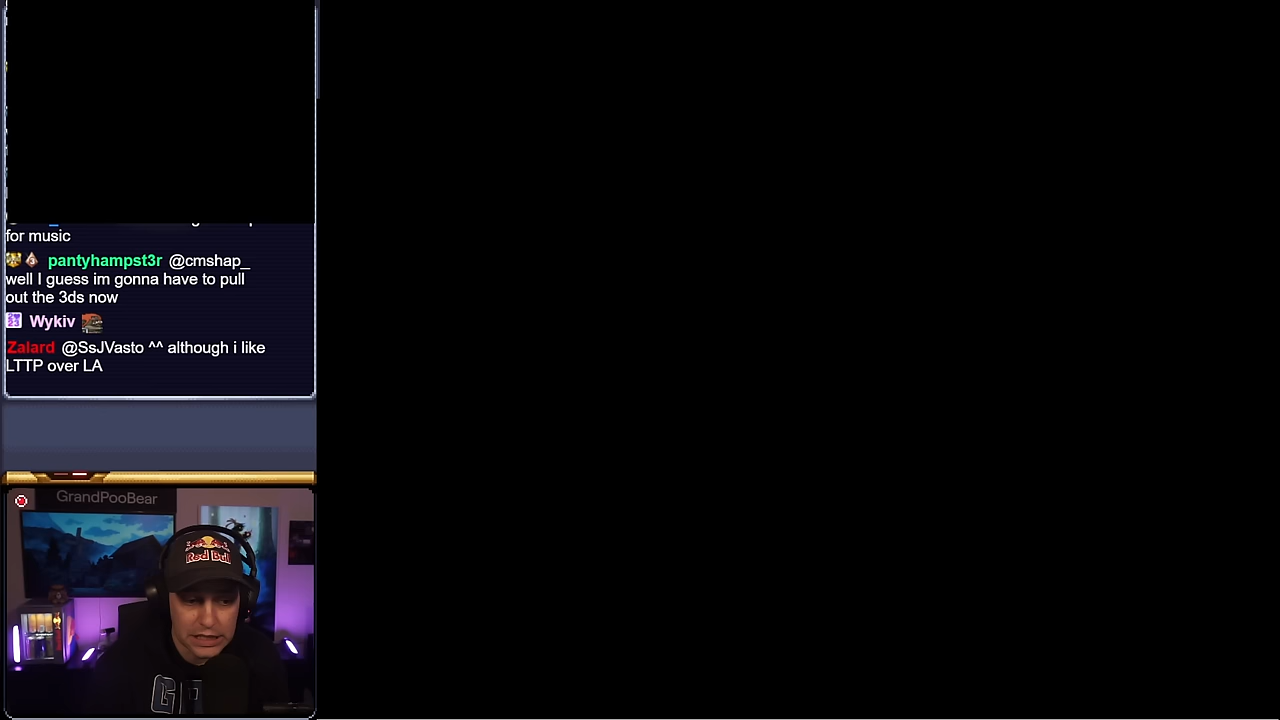 for music
pantyhampst3r @cmshap_
well I guess im gonna have to pull
out the 3ds now
Wykiv
Zalard @SsJVasto ^^ although i like
LTTP over LA
GrandPooBear
Red Bull